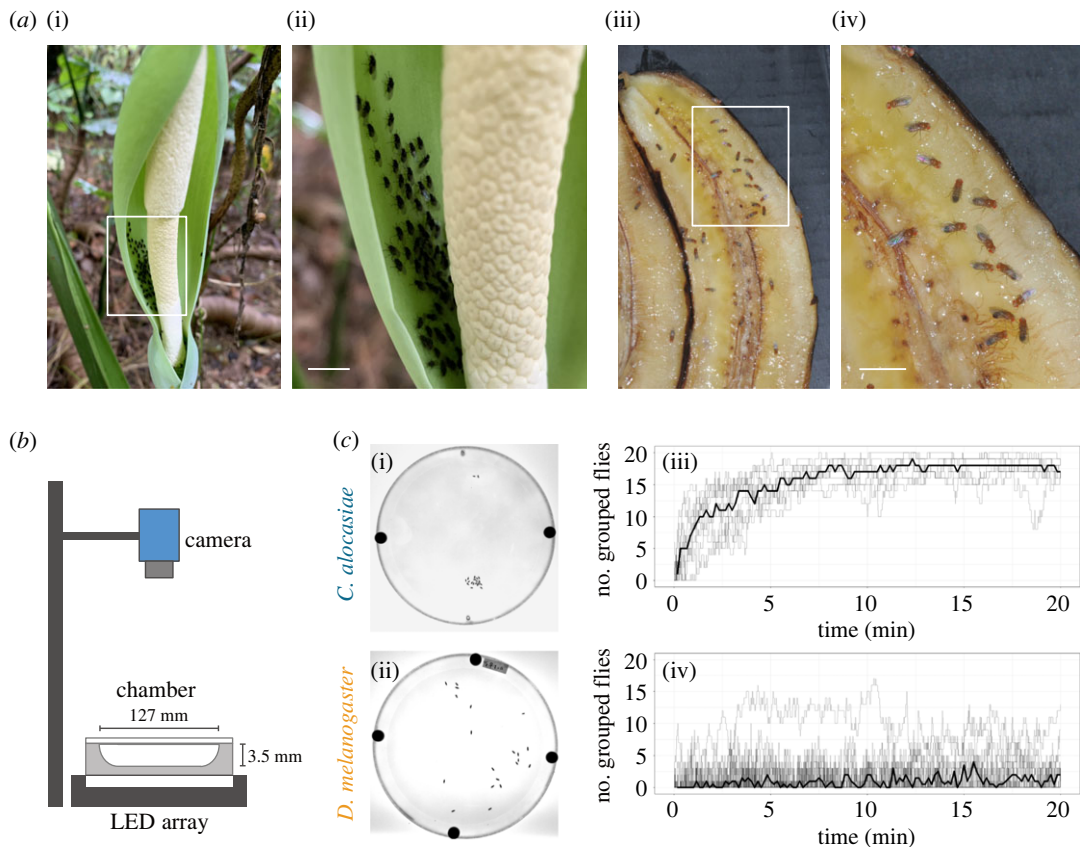 (a) (i)
(ii)
(iii)
(iv)
(b)
camera
chamber
127 mm
3.5 mm
LED array
(c)
C. alocasiae
(i)
(iii)
no. grouped flies
20
15
10
5
0
0 5 10 15 20
time (min)
D. melanogaster
(ii)
(iv)
no. grouped flies
20
15
10
5
0
0 5 10 15 20
time (min)